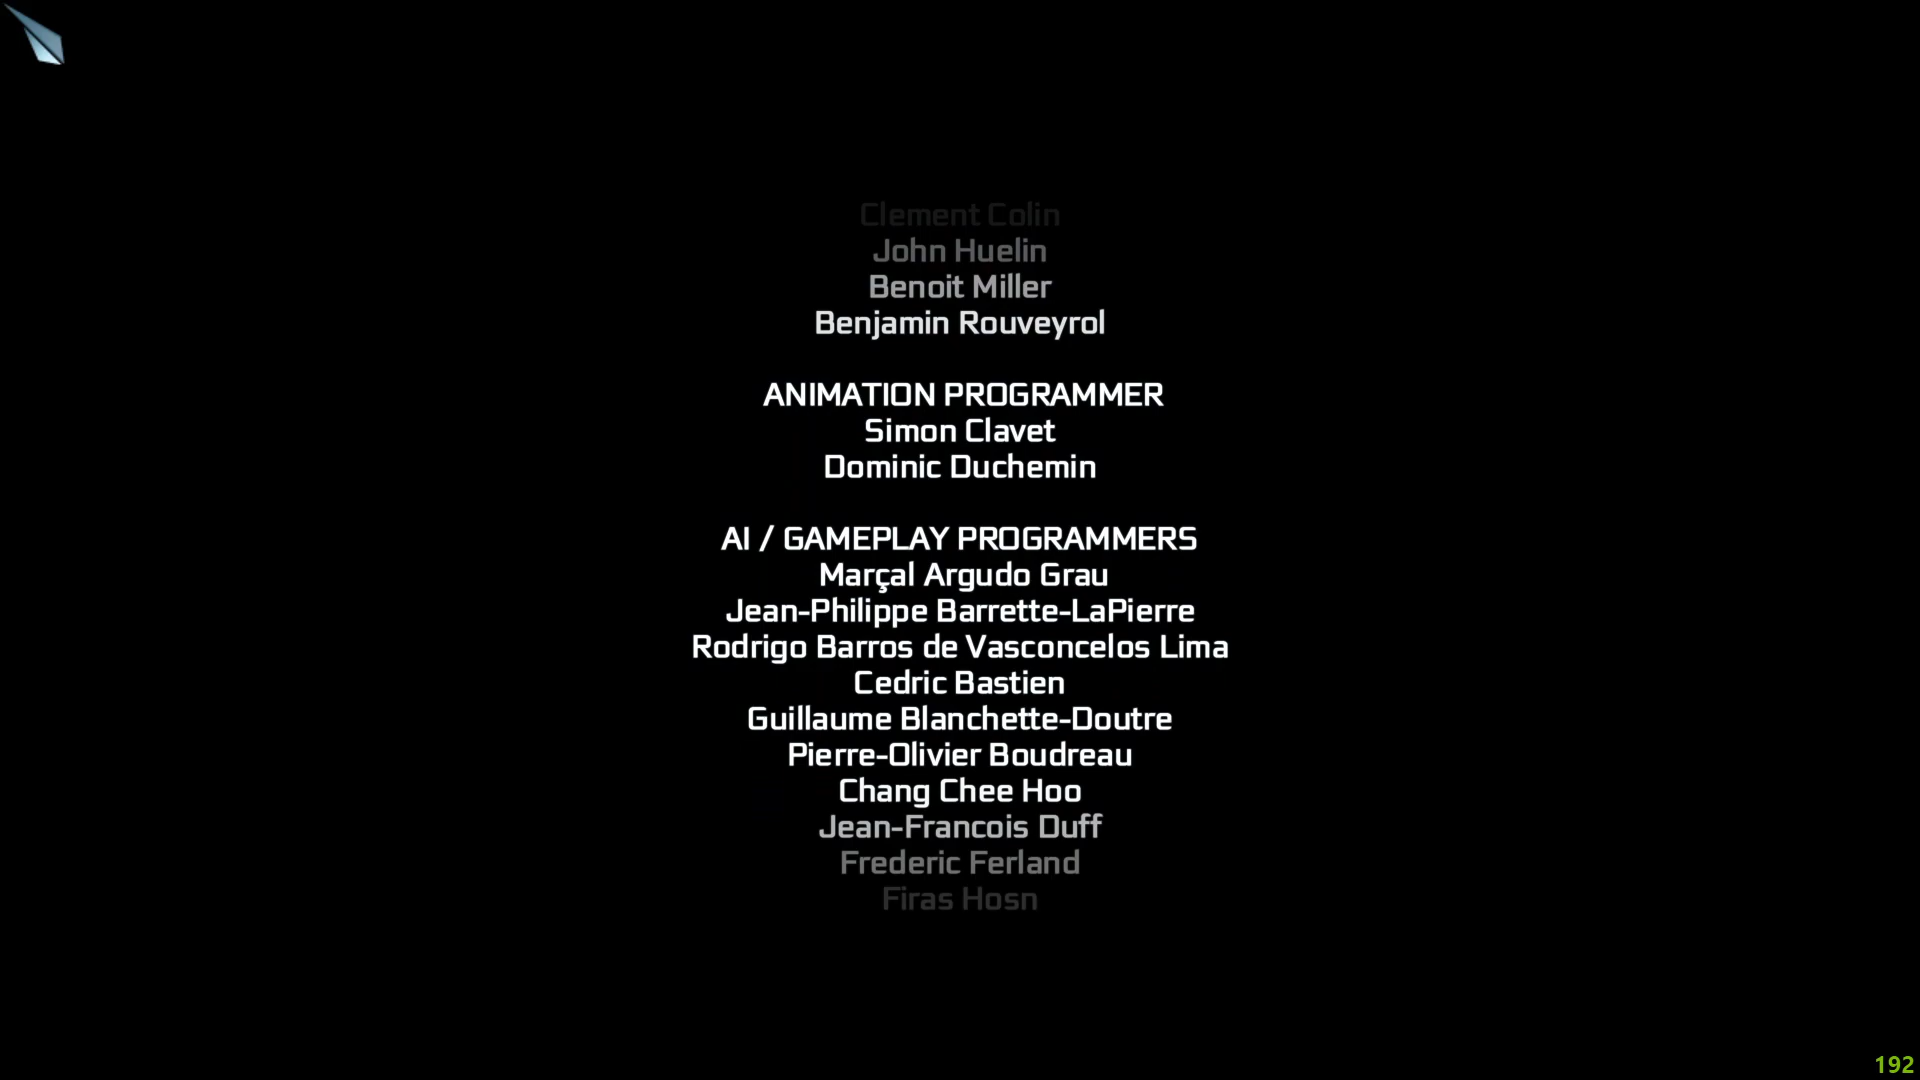 Clement Colin
John Huelin
Benoit Miller
Benjamin Rouveyrol
ANIMATION PROGRAMMER
Simon Clavet
Dominic Duchemin
AI / GAMEPLAY PROGRAMMERS
Marçal Argudo Grau
Jean-Philippe Barrette-LaPierre
Rodrigo Barros de Vasconcelos Lima
Cedric Bastien
Guillaume Blanchette-Doutre
Pierre-Olivier Boudreau
Chang Chee Hoo
Jean-Francois Duff
Frederic Ferland
Firas Hosn
192